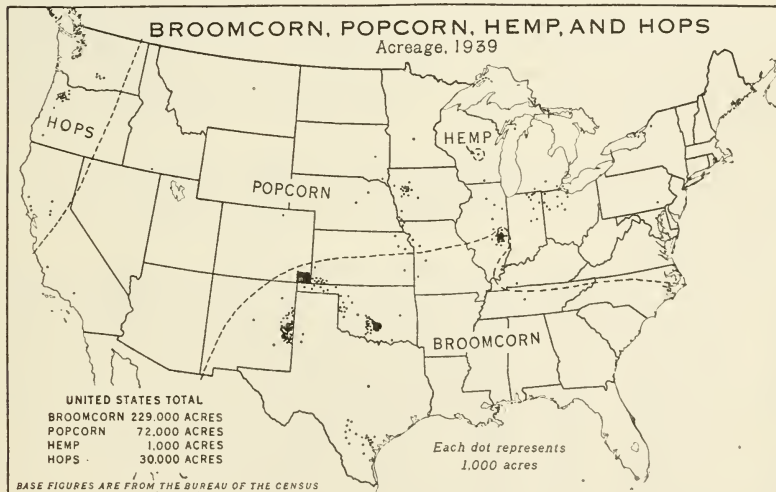 BROOMCORN, POPCORN, HEMP, AND HOPS
Acreage, 1939
HOPS
HEMP
POPCORN
BROOMCORN
UNITED STATES TOTAL
BROOMCORN 229,000 ACRES
POPCORN 72,000 ACRES
HEMP 1,000 ACRES
HOPS 30,000 ACRES
Each dot represents
1,000 acres
BASE FIGURES ARE FROM THE BUREAU OF THE CENSUS